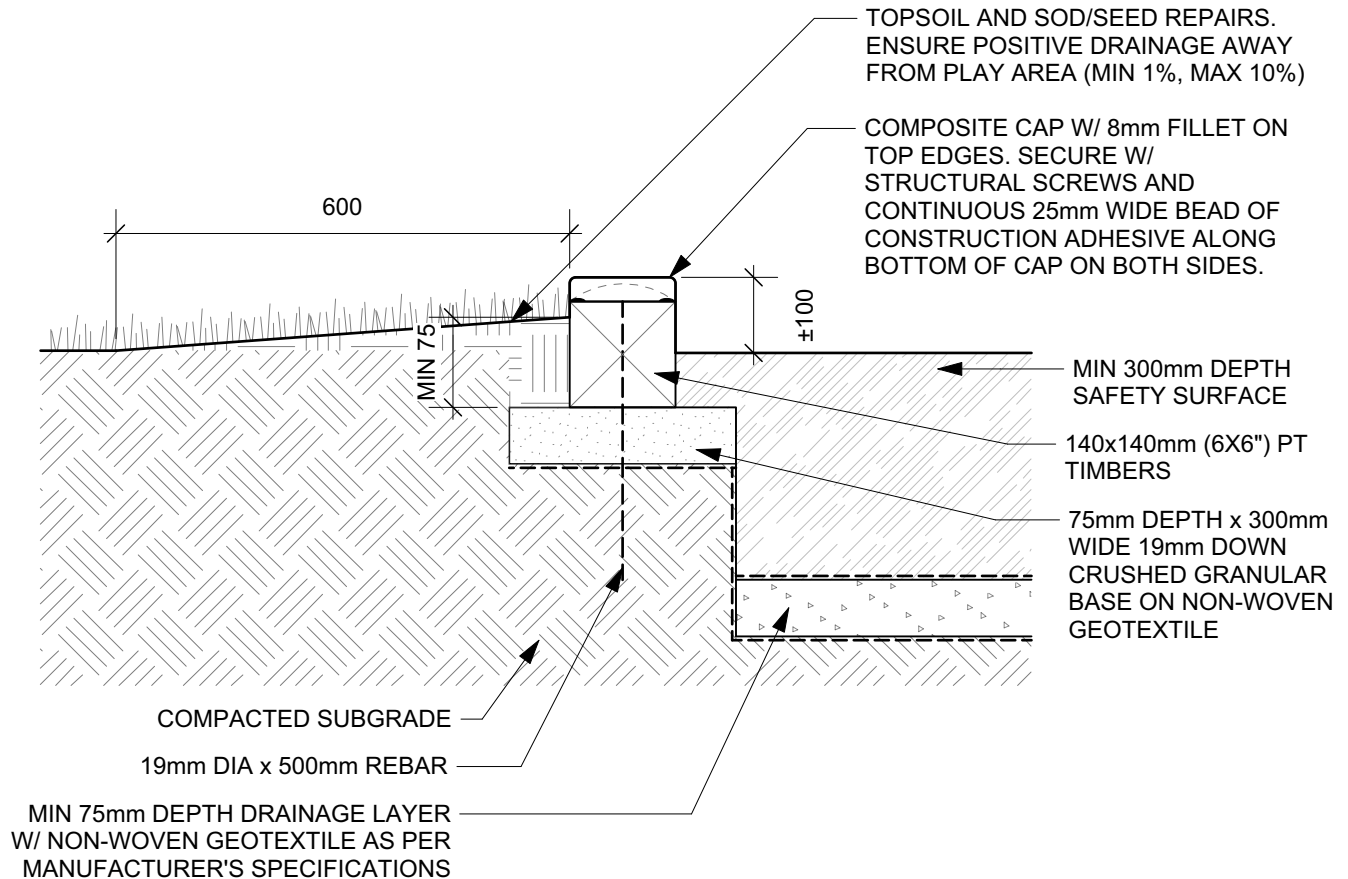 TOPSOIL AND SOD/SEED REPAIRS.
ENSURE POSITIVE DRAINAGE AWAY
FROM PLAY AREA (MIN 1%, MAX 10%)
COMPOSITE CAP W/ 8mm FILLET ON
TOP EDGES. SECURE W/
STRUCTURAL SCREWS AND
CONTINUOUS 25mm WIDE BEAD OF
CONSTRUCTION ADHESIVE ALONG
BOTTOM OF CAP ON BOTH SIDES.
600
±100
MIN 75
MIN 300mm DEPTH
SAFETY SURFACE
140x140mm (6X6") PT
TIMBERS
75mm DEPTH x 300mm
WIDE 19mm DOWN
CRUSHED GRANULAR
BASE ON NON-WOVEN
GEOTEXTILE
COMPACTED SUBGRADE
19mm DIA x 500mm REBAR
MIN 75mm DEPTH DRAINAGE LAYER
W/ NON-WOVEN GEOTEXTILE AS PER
MANUFACTURER'S SPECIFICATIONS